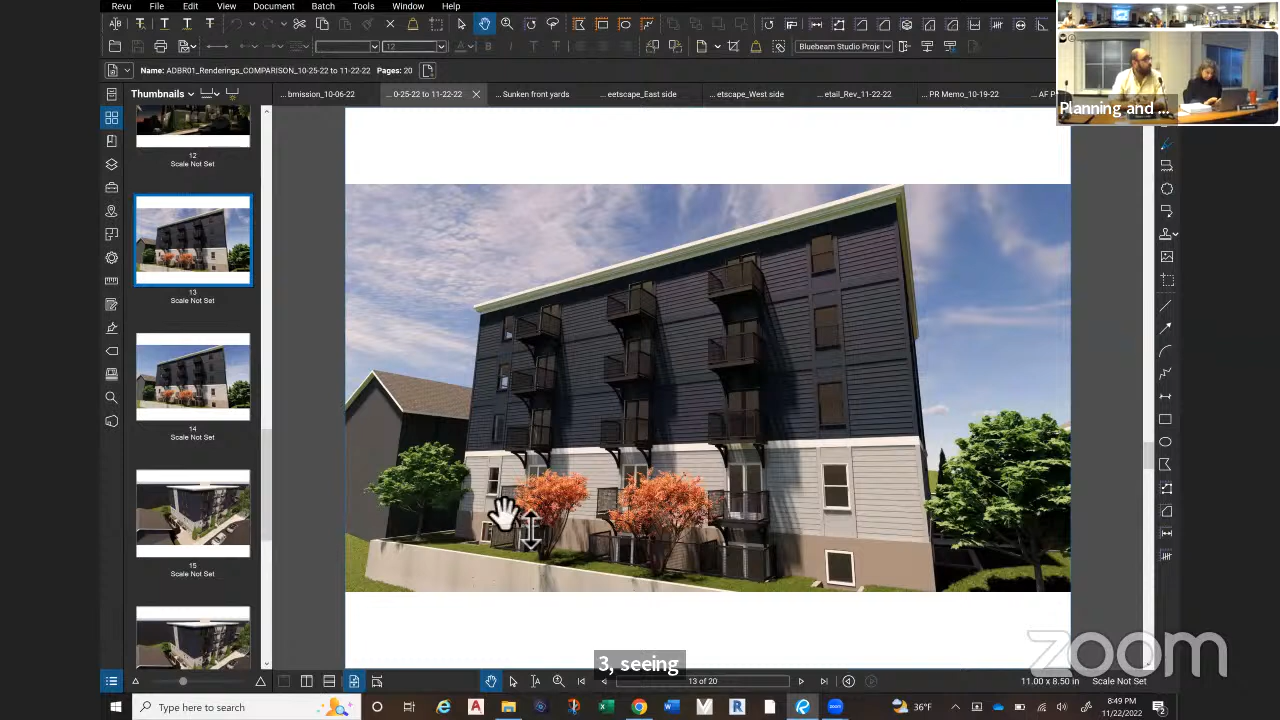 Revu File Edit View Document Batch Tools Window Help
12 Bluebeam Studio Proje
Name: ADBR01_Renderings_COMPARISON_10-25-22 to 11-22-22 Pages: 20
Thumbnails
...bmission_10-06-22 ...0-25-22 to 11-22-22 ...Sunken front yards ...eetscape_East side ...etscape_West side ...etail_Rev_11-22-22 ...PR Memo_10-19-22 ...AF P
Planning and ...
12
Scale Not Set
13
Scale Not Set
14
Scale Not Set
15
Scale Not Set
3, seeing
zoom
13 of 20 11.00 x 8.50 in Scale Not Set
Type here to search 36°F 8:49 PM
11/22/2022